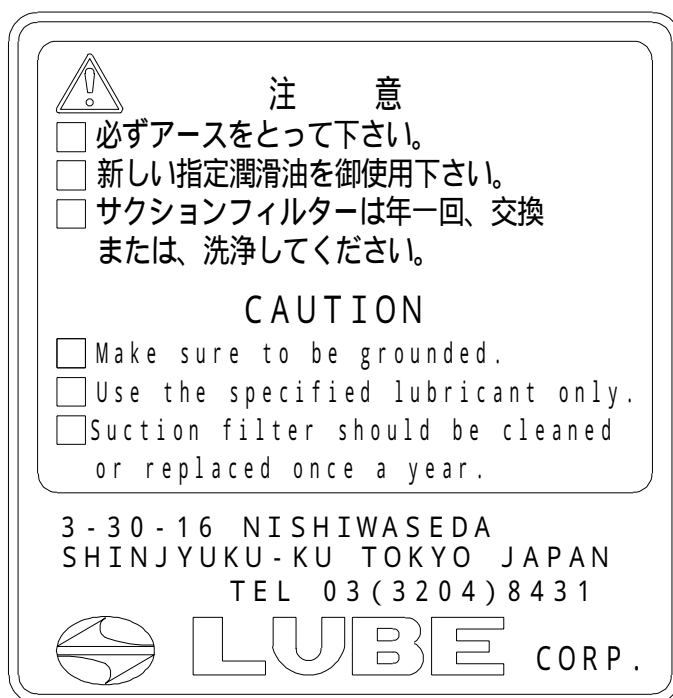 注 意
□ 必ずアースをとって下さい。
□ 新しい指定潤滑油を御使用下さい。
□ サクションフィルターは年一回、交換
または、洗浄してください。
CAUTION
□ Make sure to be grounded.
□ Use the specified lubricant only.
□ Suction filter should be cleaned
or replaced once a year.
3-30-16 NISHIWASEDA
SHINJYUKU-KU TOKYO JAPAN
TEL 03(3204)8431
LUBE CORP.